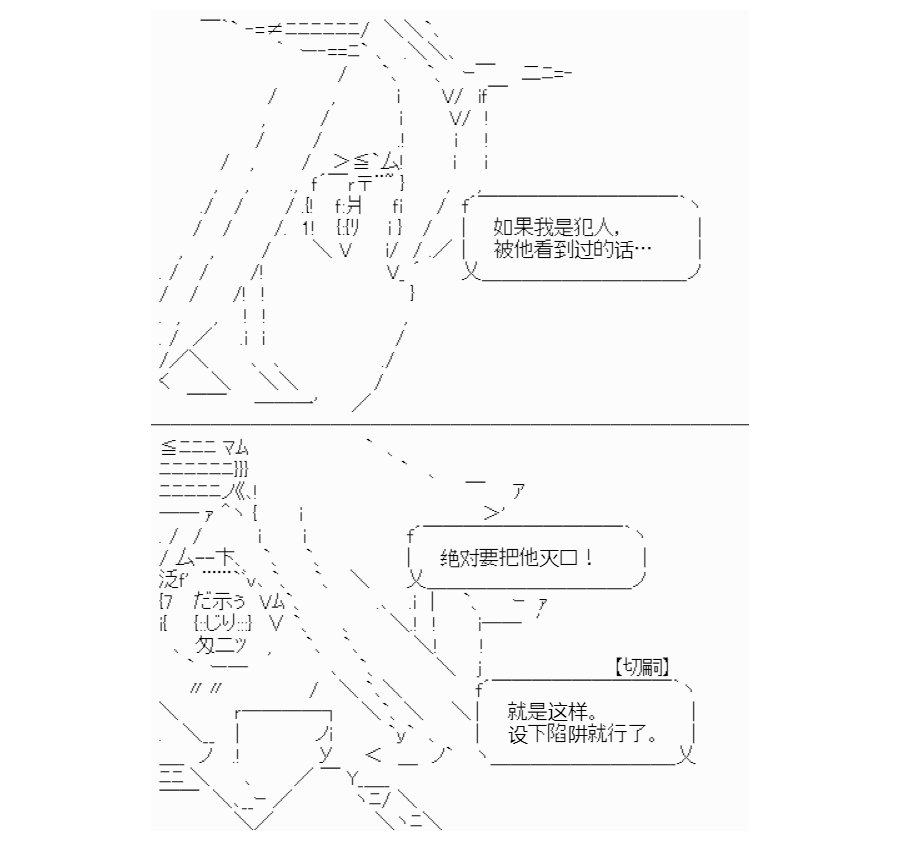 如果我是犯人，
被他看到过的话…
绝对要把他灭口！
【切嗣】
就是这样。
设下陷阱就行了。